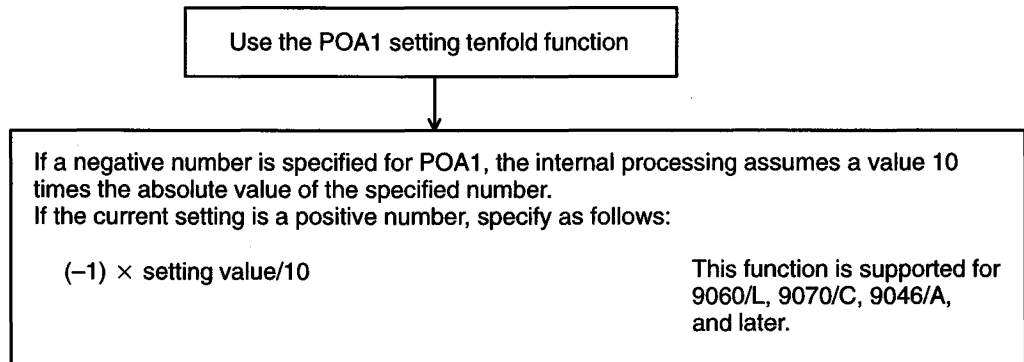 Use the POA1 setting tenfold function
If a negative number is specified for POA1, the internal processing assumes a value 10
times the absolute value of the specified number.
If the current setting is a positive number, specify as follows:
(–1) × setting value/10
This function is supported for
9060/L, 9070/C, 9046/A,
and later.